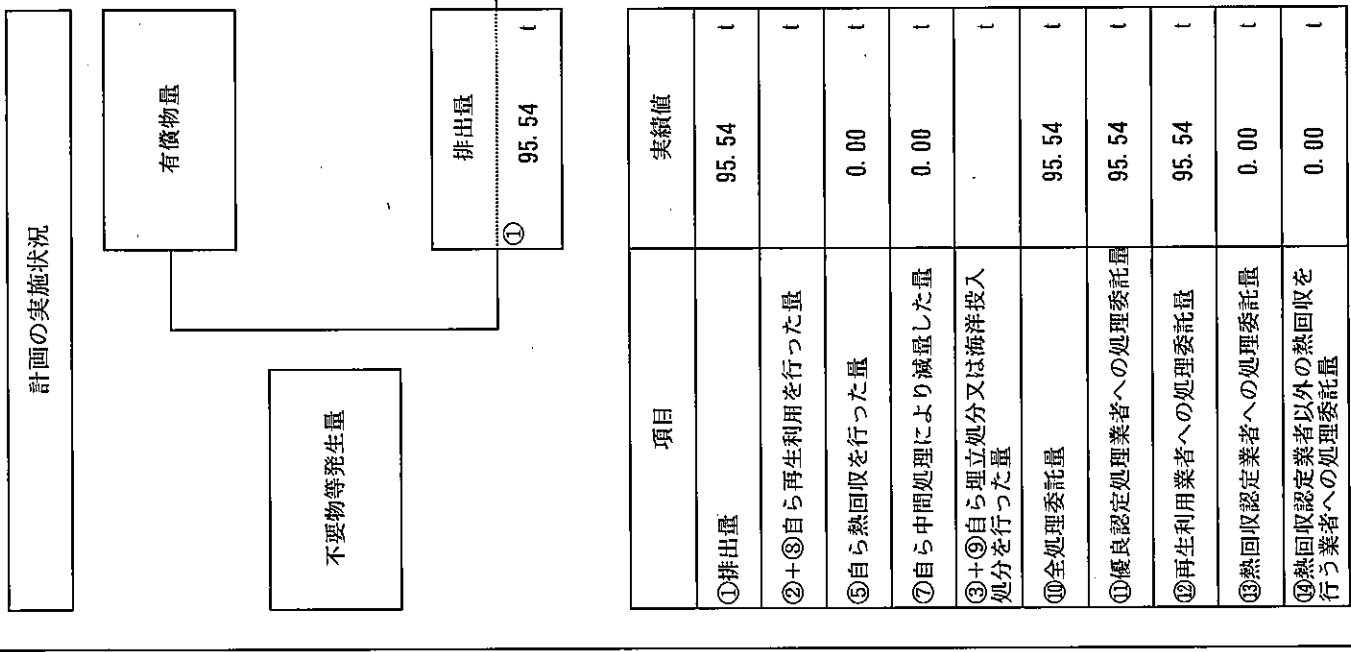 計画の実施状況
有償物量
不要物等発生量
排出量
① 95.54 t
項目 実績値
①排出量 95.54 t
②+⑧自ら再生利用を行った量 t
⑤自ら熱回収を行った量 0.00 t
⑦自ら中間処理により減量した量 0.00 t
③+⑨自ら埋立処分又は海洋投入
処分を行った量 t
⑩全処理委託量 95.54 t
⑪優良認定処理業者への処理委託量 95.54 t
⑫再生利用業者への処理委託量 95.54 t
⑬熱回収認定業者への処理委託量 0.00 t
⑭熱回収認定業者以外の熱回収を
行う業者への処理委託量 0.00 t